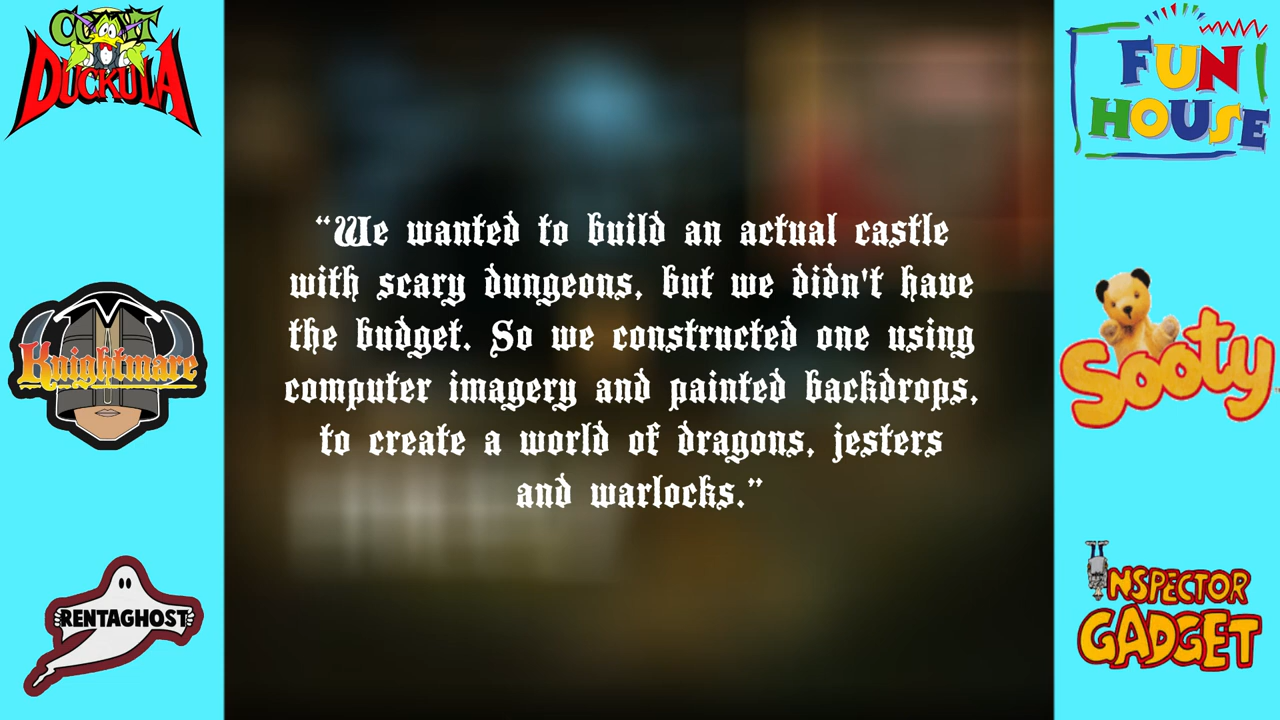 COUNT
DUCKULA
Knightmare
RENTAGHOST
“We wanted to build an actual castle
with scary dungeons, but we didn't have
the budget. So we constructed one using
computer imagery and painted backdrops,
to create a world of dragons, jesters
and warlocks.”
FUN
HOUSE
Sooty
INSPECTOR
GADGET